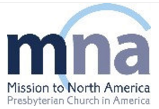 mna
Mission to North America
Presbyterian Church in America